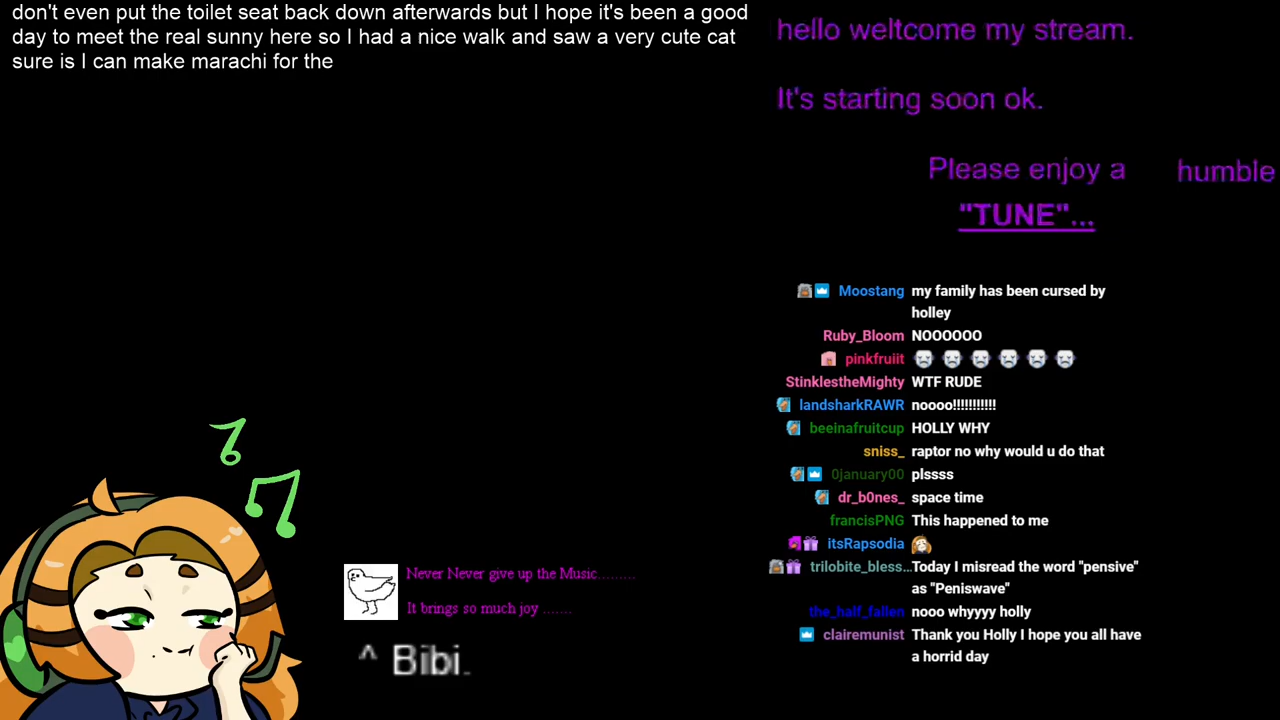 don't even put the toilet seat back down afterwards but I hope it's been a good
day to meet the real sunny here so I had a nice walk and saw a very cute cat
sure is I can make marachi for the
hello weltcome my stream.
It's starting soon ok.
Please enjoy a humble
"TUNE"...
Moostang my family has been cursed by
holley
Ruby_Bloom NOOOOOO
pinkfruiit
StinklestheMighty WTF RUDE
landsharkRAWR noooo!!!!!!!!!!!
beeinafruitcup HOLLY WHY
sniss_ raptor no why would u do that
0january00 plssss
dr_b0nes_ space time
francisPNG This happened to me
itsRapsodia
trilobite_bless... Today I misread the word "pensive"
as "Peniswave"
the_half_fallen nooo whyyyy holly
clairemunist Thank you Holly I hope you all have
a horrid day
Never Never give up the Music.........
It brings so much joy ......
^ Bibi.